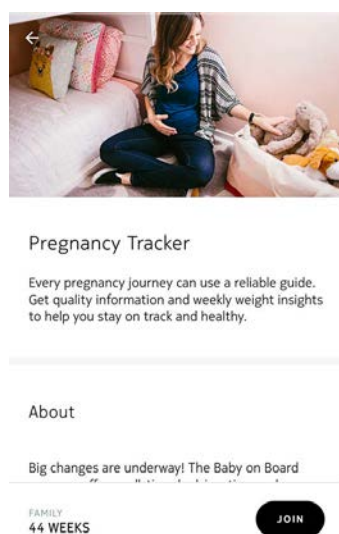 Pregnancy Tracker
Every pregnancy journey can use a reliable guide.
Get quality information and weekly weight insights
to help you stay on track and healthy.
About
Big changes are underway! The Baby on Board
FAMILY
44 WEEKS
JOIN